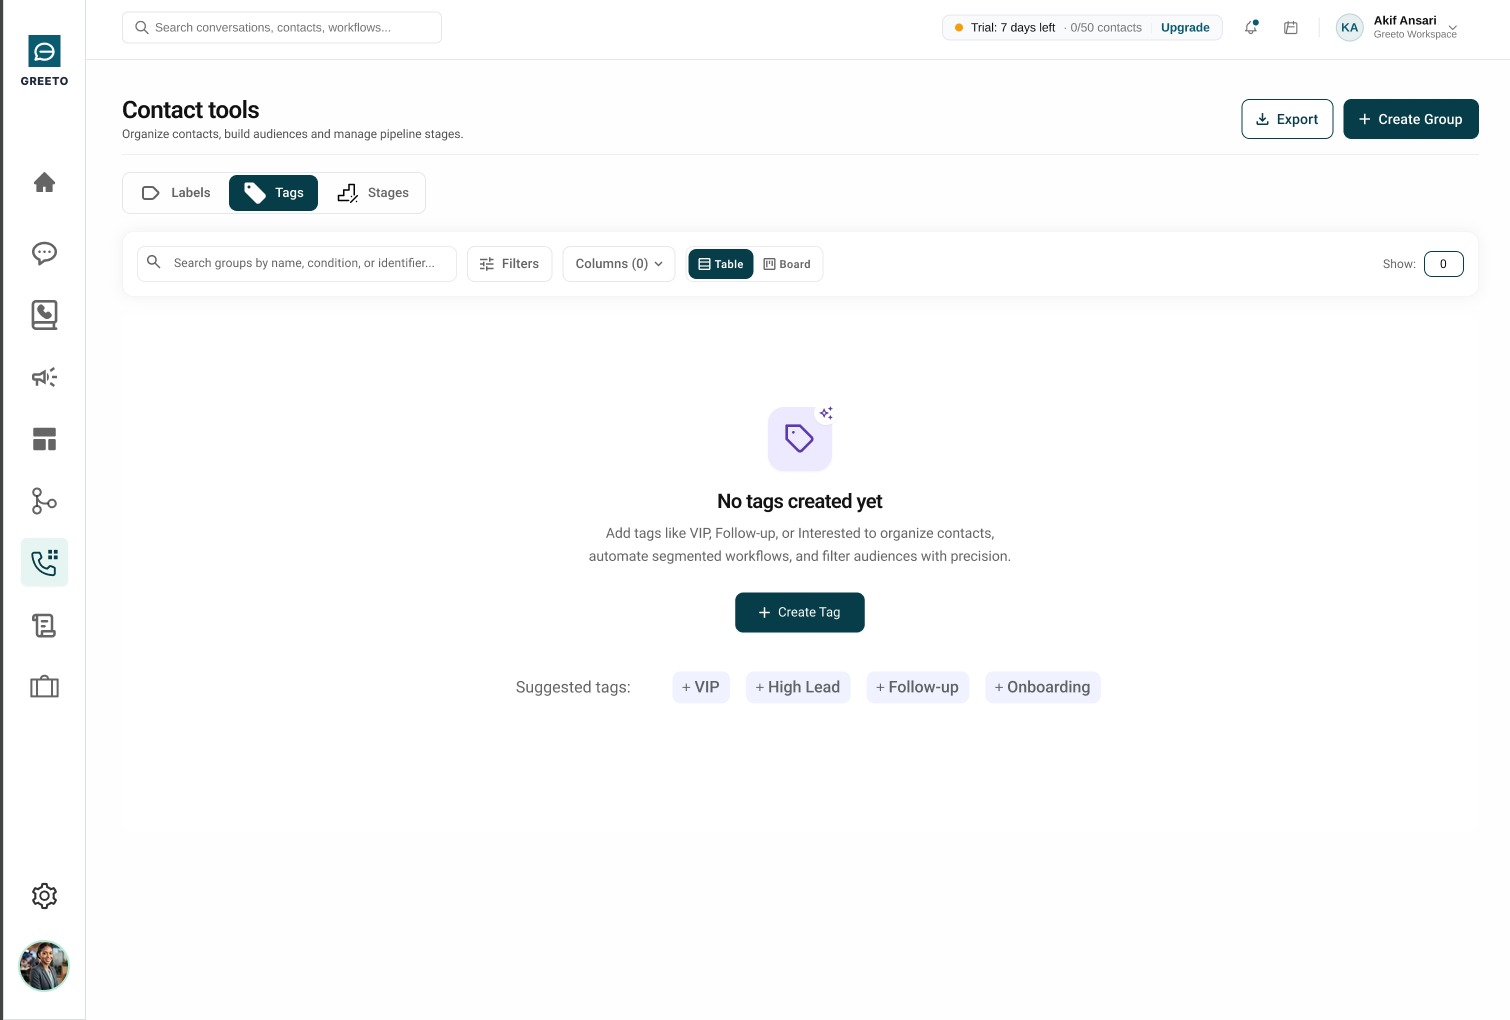 GREETO
Search conversations, contacts, workflows...
Trial: 7 days left · 0/50 contacts Upgrade
KA
Akif Ansari
Greeto Workspace
Contact tools
Organize contacts, build audiences and manage pipeline stages.
Export
+ Create Group
Labels
Tags
Stages
Search groups by name, condition, or identifier...
Filters
Columns (0)
Table
Board
Show: 0
No tags created yet
Add tags like VIP, Follow-up, or Interested to organize contacts,
automate segmented workflows, and filter audiences with precision.
+ Create Tag
Suggested tags: + VIP + High Lead + Follow-up + Onboarding